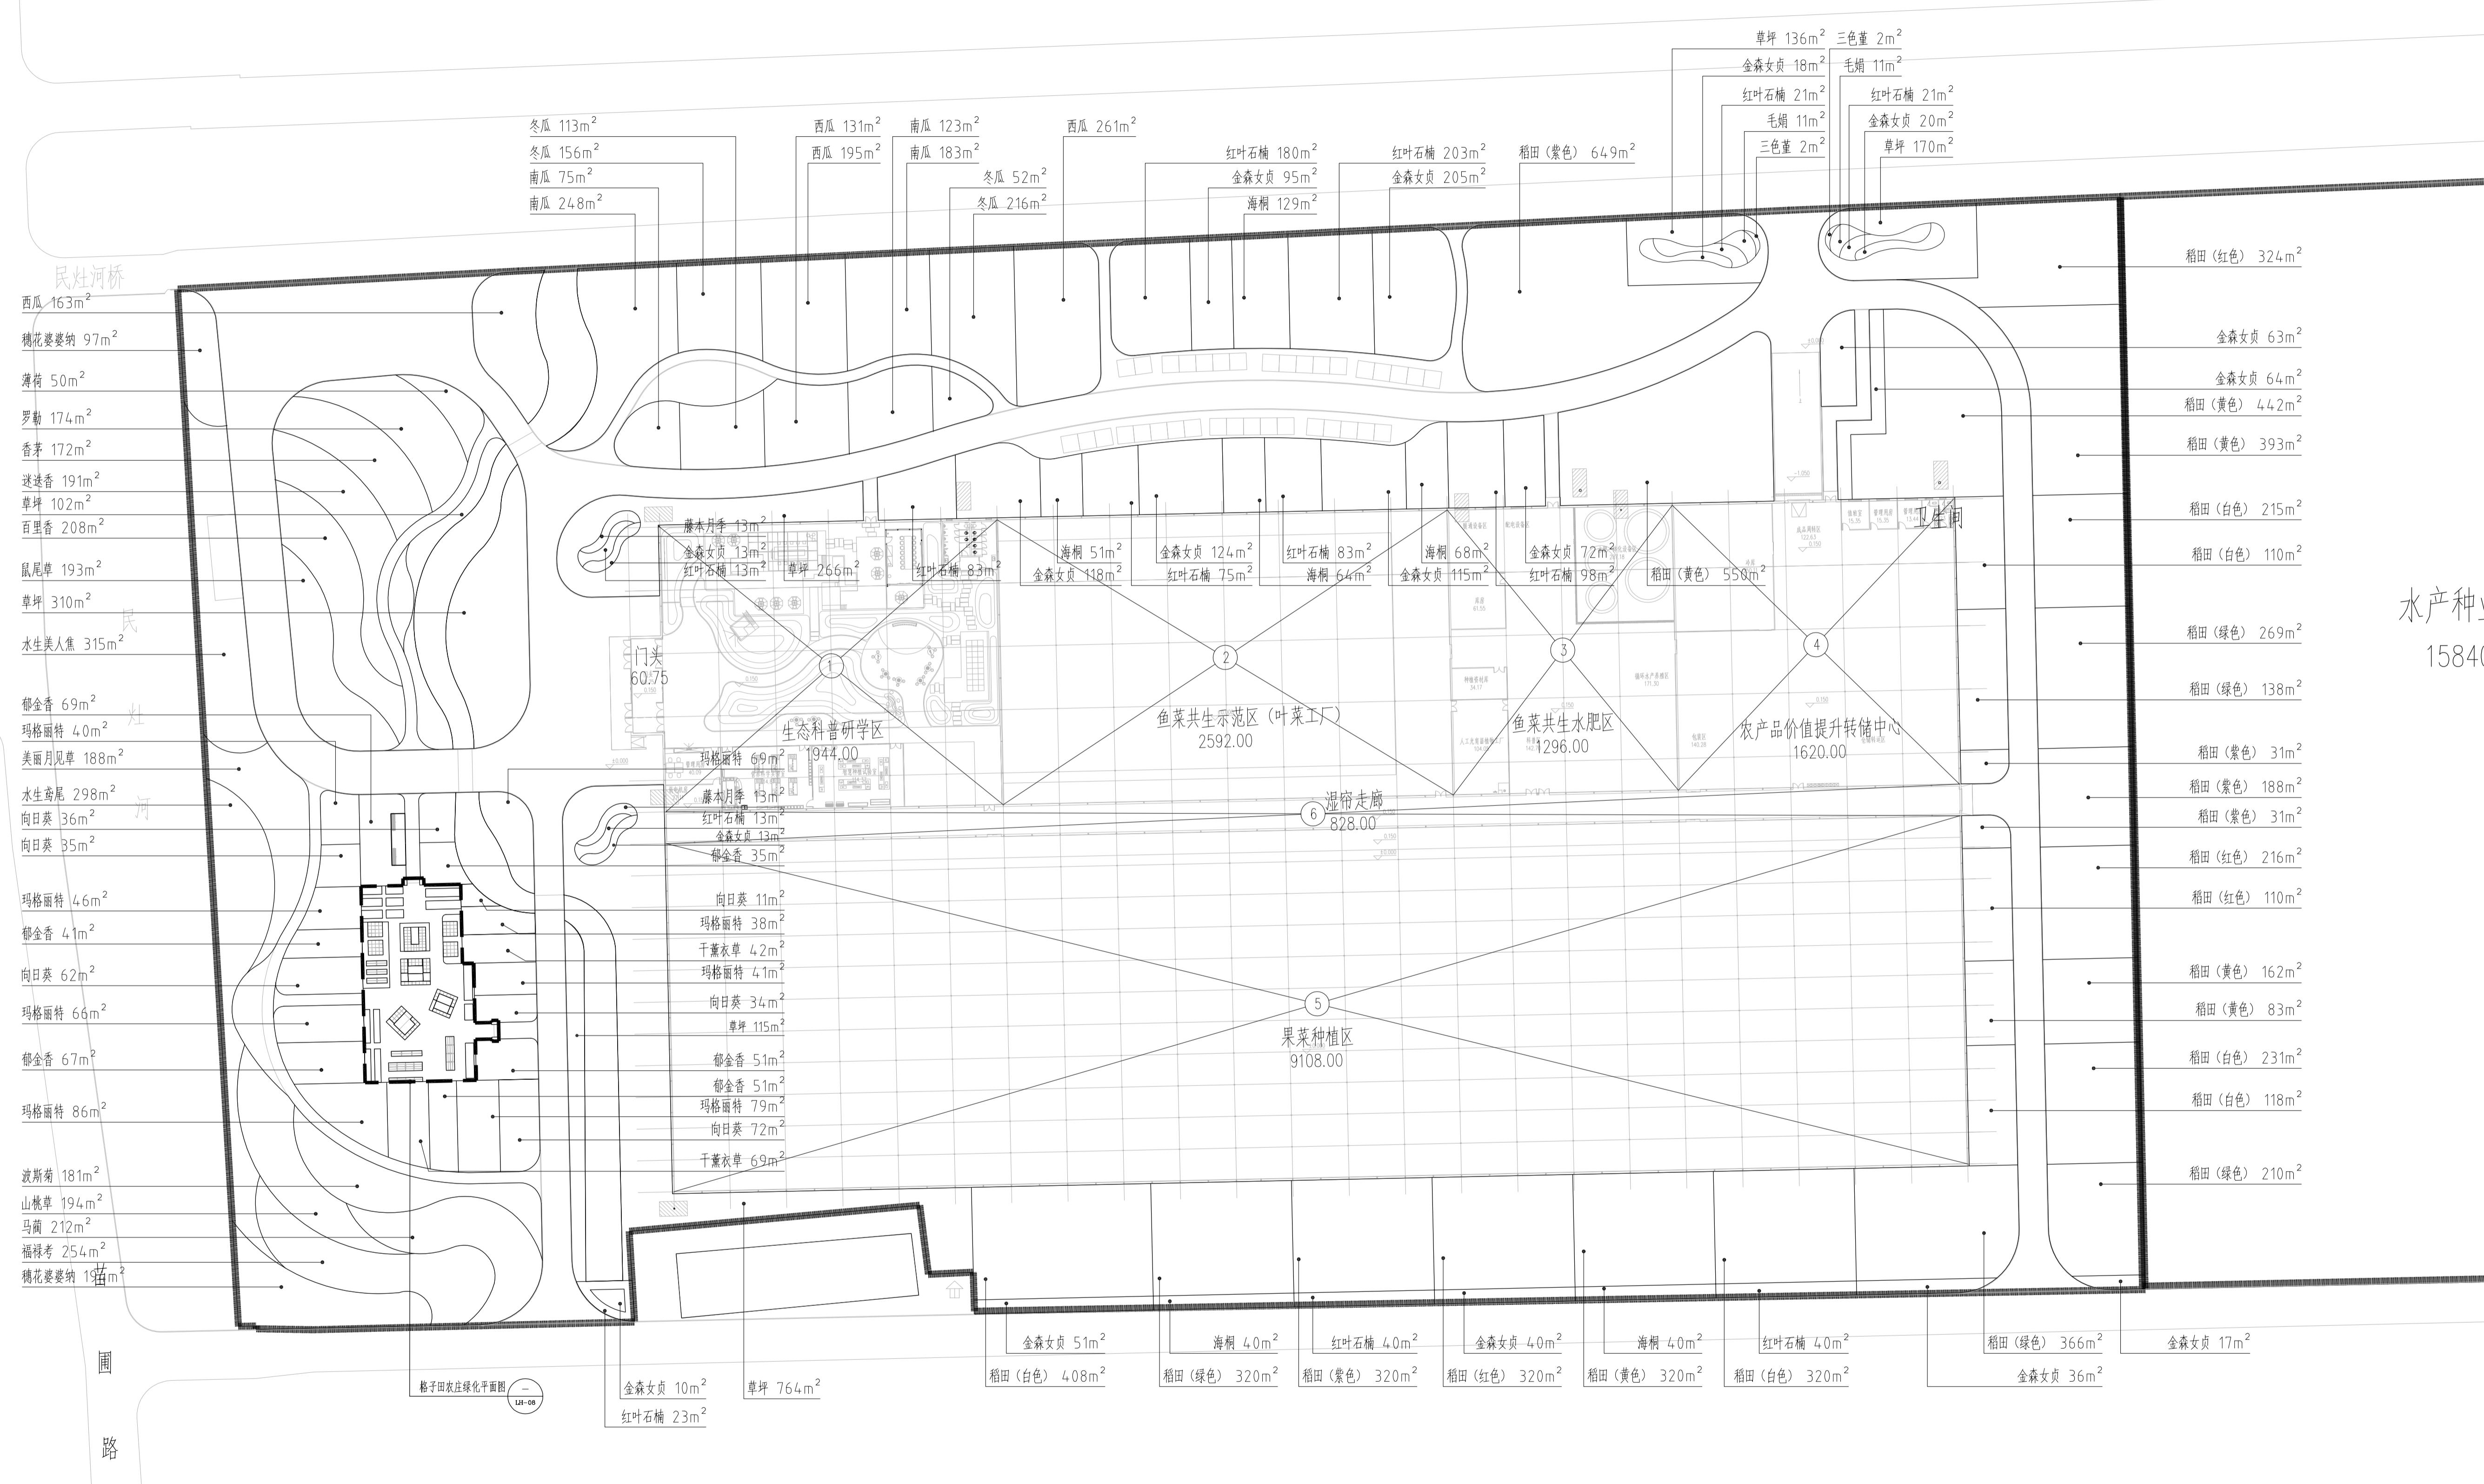 草坪 136m²
三色堇 2m²
金森女贞 18m²
毛娟 11m²
红叶石楠 21m²
红叶石楠 21m²
毛娟 11m²
金森女贞 20m²
三色堇 2m²
草坪 170m²
冬瓜 113m²
冬瓜 156m²
南瓜 75m²
南瓜 248m²
西瓜 131m²
西瓜 195m²
南瓜 123m²
南瓜 183m²
冬瓜 52m²
冬瓜 216m²
西瓜 261m²
红叶石楠 180m²
金森女贞 95m²
海桐 129m²
红叶石楠 203m²
金森女贞 205m²
稻田（紫色） 649m²
民灶河桥
西瓜 163m²
穗花婆婆纳 97m²
薄荷 50m²
罗勒 174m²
香茅 172m²
迷迭香 191m²
草坪 102m²
百里香 208m²
鼠尾草 193m²
草坪 310m²
水生美人焦 315m²
郁金香 69m²
玛格丽特 40m²
美丽月见草 188m²
水生鸢尾 298m²
向日葵 36m²
向日葵 35m²
玛格丽特 46m²
郁金香 41m²
向日葵 62m²
玛格丽特 66m²
郁金香 67m²
玛格丽特 86m²
波斯菊 181m²
山桃草 194m²
马蔺 212m²
福禄考 254m²
穗花婆婆纳
民
灶
河
苗
圃
路
藤本月季 13m²
金森女贞 13m²
红叶石楠 13m²
草坪 266m²
红叶石楠 83m²
海桐 51m²
金森女贞 118m²
金森女贞 124m²
红叶石楠 75m²
红叶石楠 83m²
海桐 64m²
海桐 68m²
金森女贞 115m²
金森女贞 72m²
红叶石楠 98m²
稻田（黄色） 550m²
卫生间
门头
60.75
1
生态科普研学区
1944.00
2
鱼菜共生示范区（叶菜工厂）
2592.00
3
鱼菜共生水肥区
1296.00
4
农产品价值提升转储中心
1620.00
6
湿帘走廊
828.00
5
果菜种植区
9108.00
玛格丽特 69m²
藤本月季 13m²
红叶石楠 13m²
金森女贞 13m²
郁金香 35m²
向日葵 11m²
玛格丽特 38m²
千薰衣草 42m²
玛格丽特 41m²
向日葵 34m²
草坪 115m²
郁金香 51m²
郁金香 51m²
玛格丽特 79m²
向日葵 72m²
千薰衣草 69m²
稻田（红色） 324m²
金森女贞 63m²
金森女贞 64m²
稻田（黄色） 442m²
稻田（黄色） 393m²
稻田（白色） 215m²
稻田（白色） 110m²
稻田（绿色） 269m²
稻田（绿色） 138m²
稻田（紫色） 31m²
稻田（紫色） 188m²
稻田（紫色） 31m²
稻田（红色） 216m²
稻田（红色） 110m²
稻田（黄色） 162m²
稻田（黄色） 83m²
稻田（白色） 231m²
稻田（白色） 118m²
稻田（绿色） 210m²
水产种
15840
金森女贞 51m²
海桐 40m²
红叶石楠 40m²
金森女贞 40m²
海桐 40m²
红叶石楠 40m²
稻田（绿色） 366m²
金森女贞 17m²
稻田（白色） 408m²
稻田（绿色） 320m²
稻田（紫色） 320m²
稻田（红色） 320m²
稻田（黄色） 320m²
稻田（白色） 320m²
金森女贞 36m²
格子田农庄绿化平面图
LH-08
金森女贞 10m²
红叶石楠 23m²
草坪 764m²